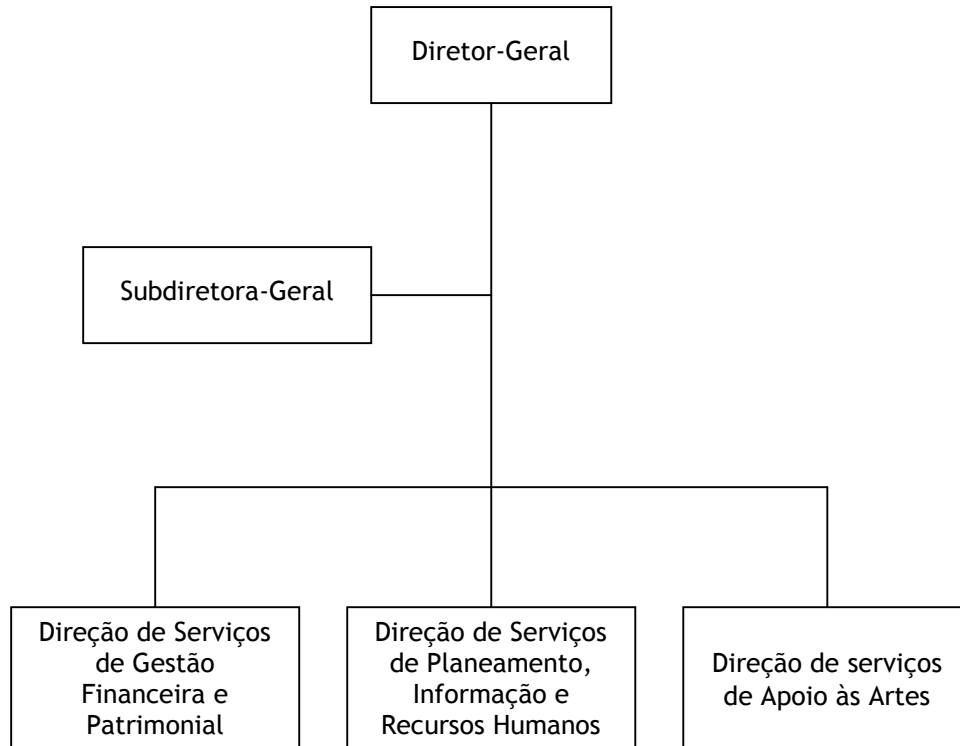 Diretor-Geral
Subdiretora-Geral
Direção de Serviços
de Gestão
Financeira e
Patrimonial
Direção de Serviços
de Planeamento,
Informação e
Recursos Humanos
Direção de serviços
de Apoio às Artes